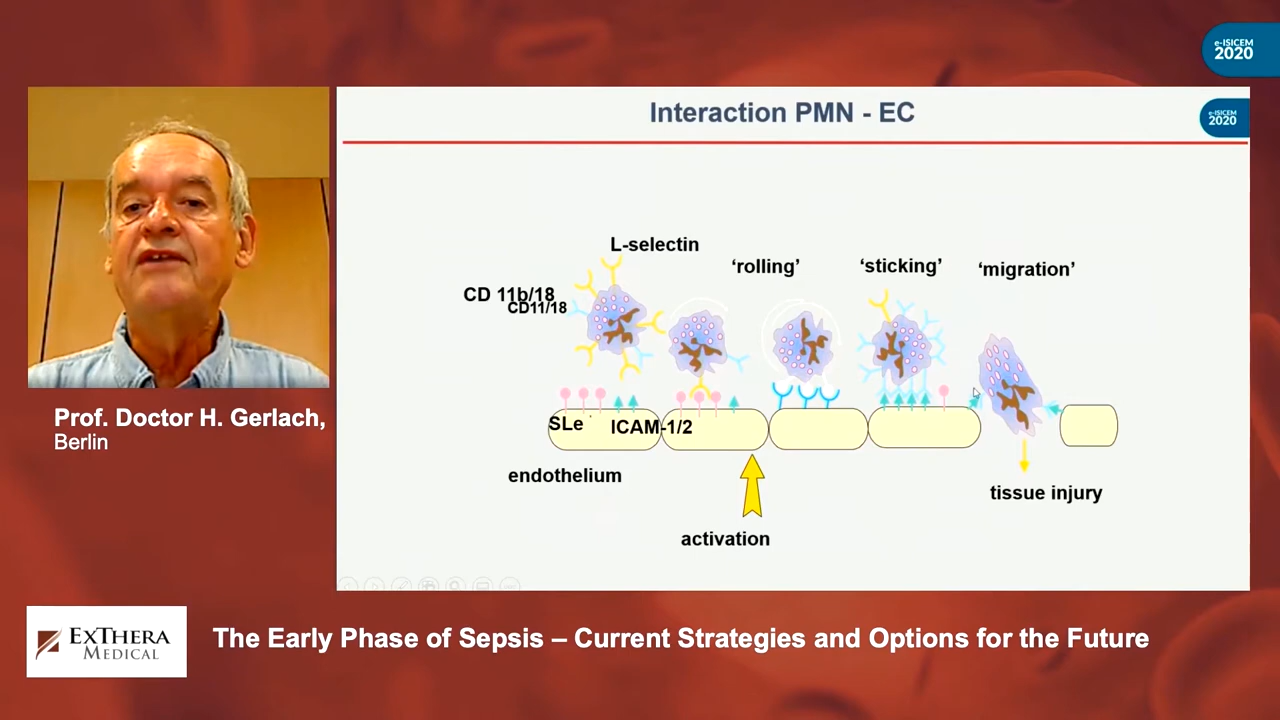 e-ISICEM
2020
Interaction PMN - EC
e-ISICEM
2020
L-selectin
‘rolling’
‘sticking’
‘migration’
CD 11b/18
CD11/18
SLe
ICAM-1/2
endothelium
tissue injury
activation
Prof. Doctor H. Gerlach,
Berlin
EXTHERA
MEDICAL
The Early Phase of Sepsis – Current Strategies and Options for the Future